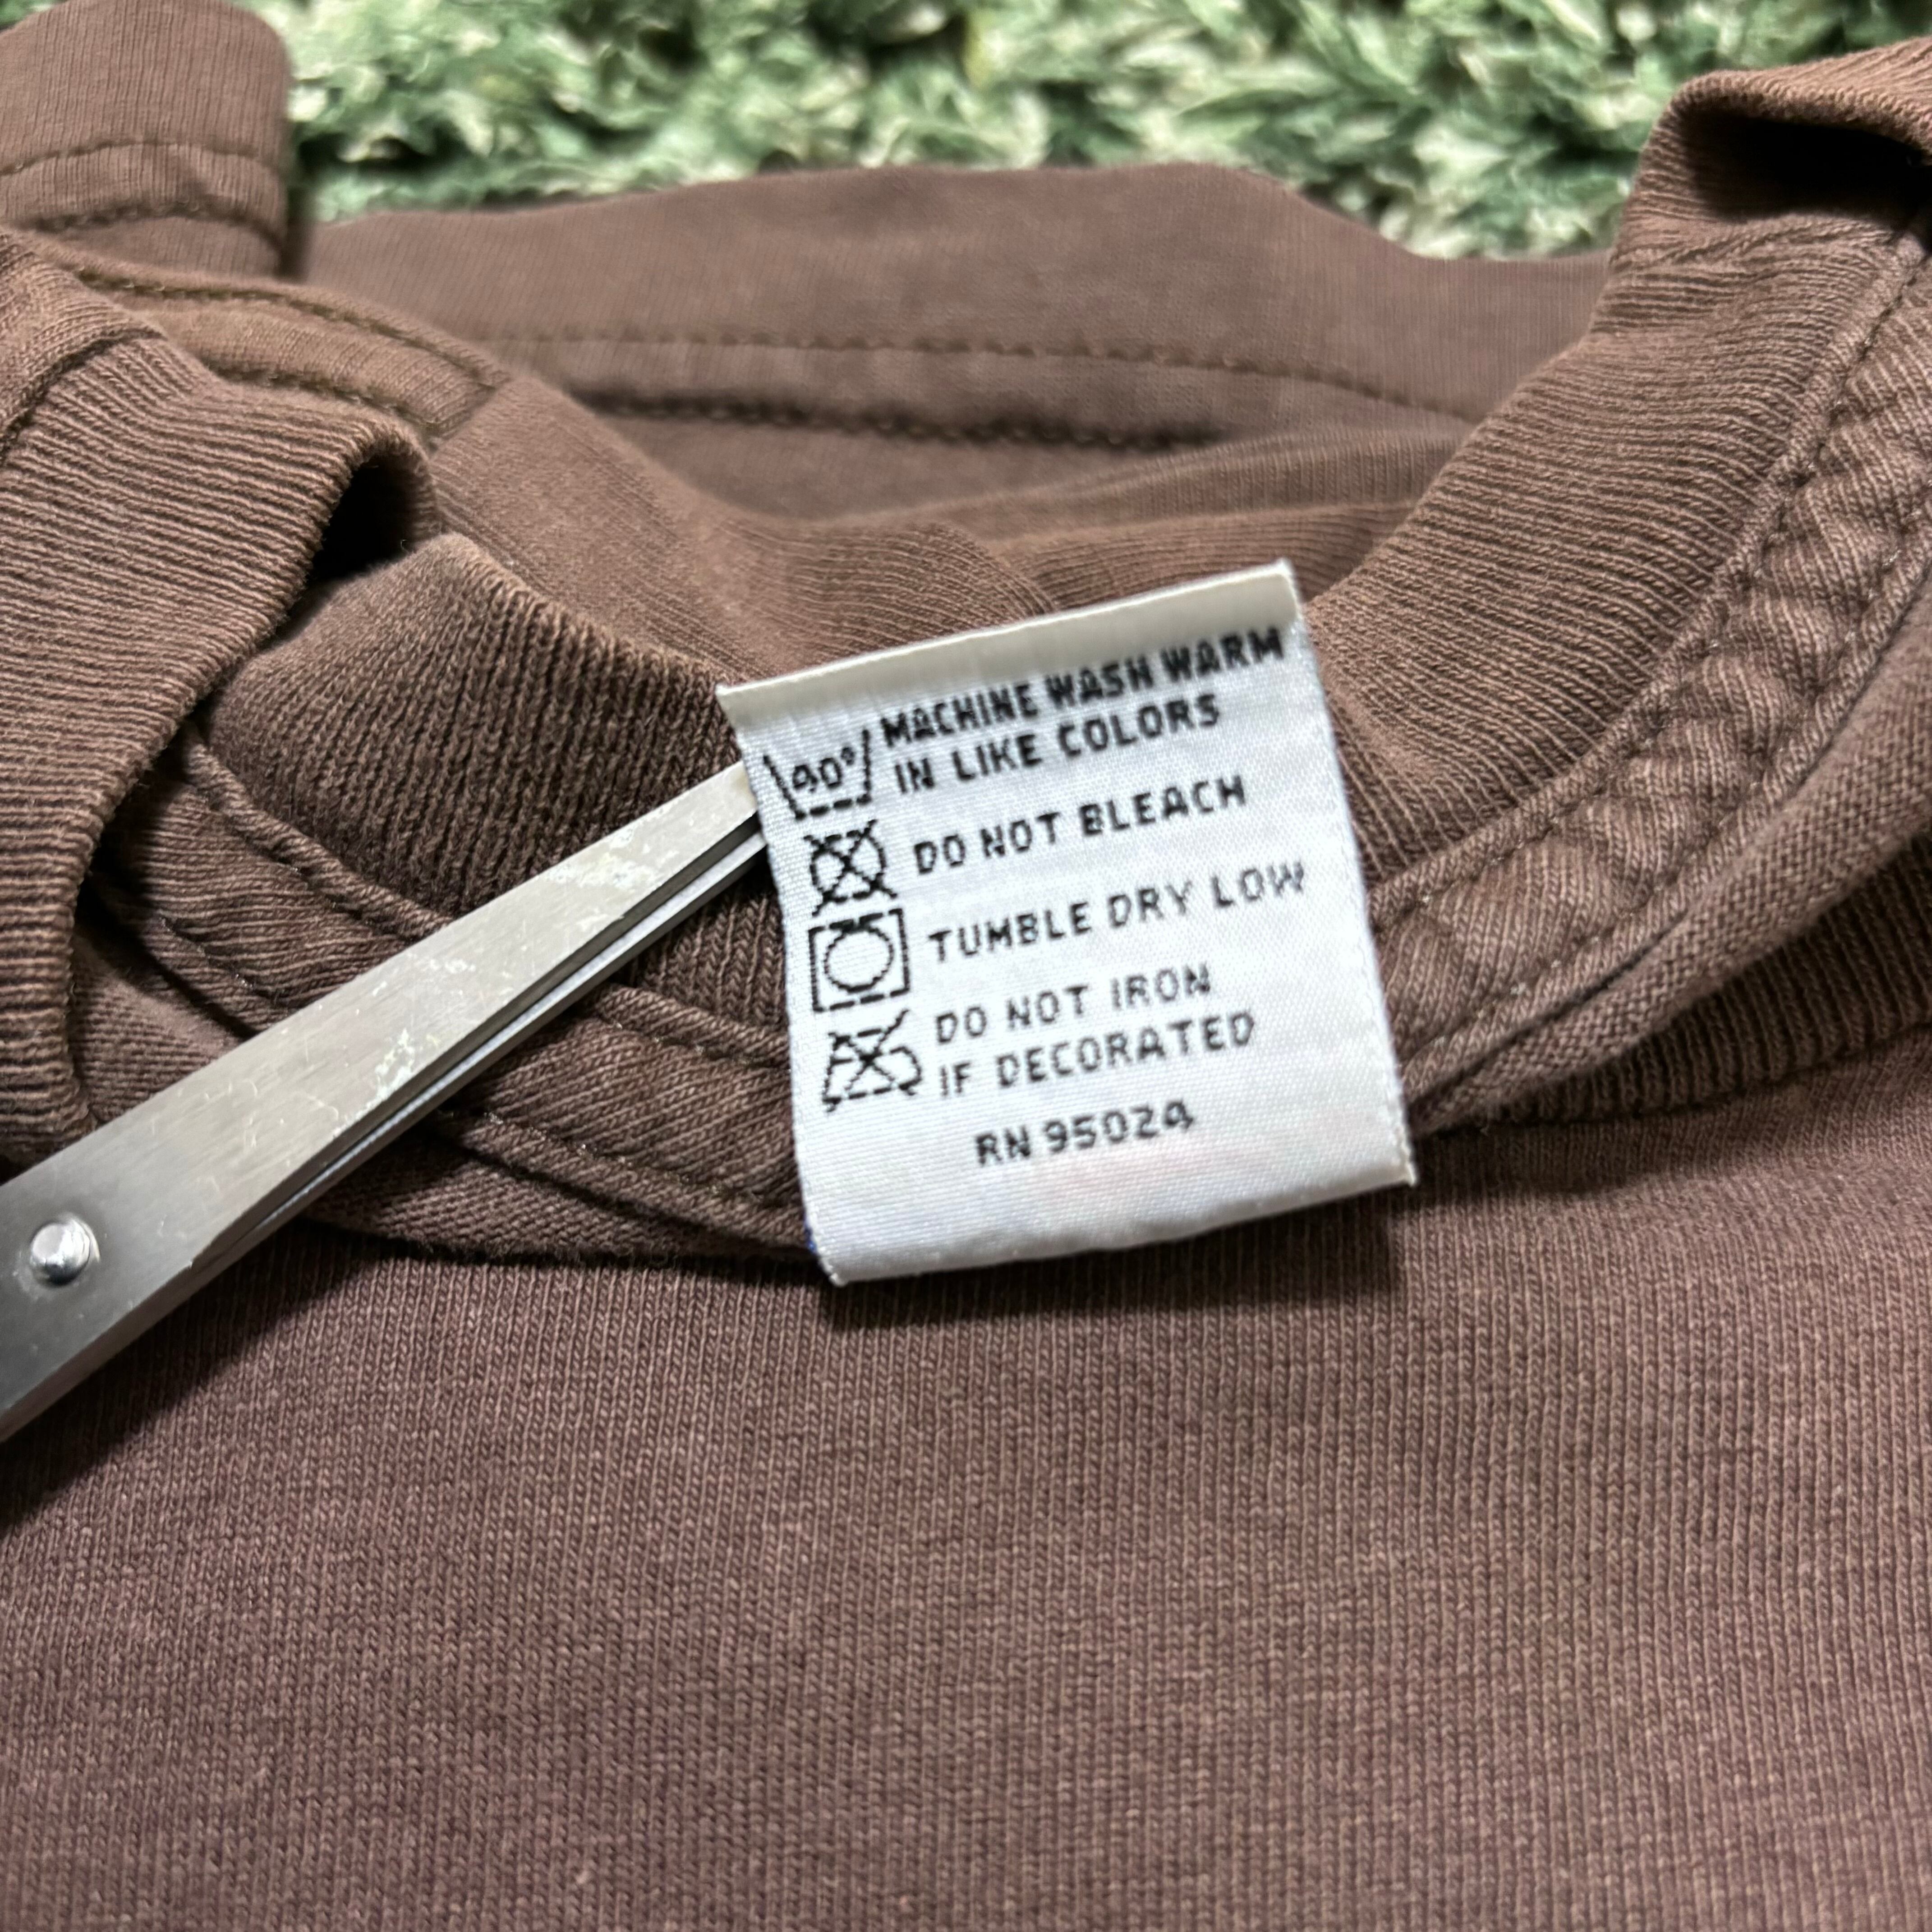 MACHINE WASH WARM
40° IN LIKE COLORS
DO NOT BLEACH
TUMBLE DRY LOW
DO NOT IRON
IF DECORATED
RN 95024